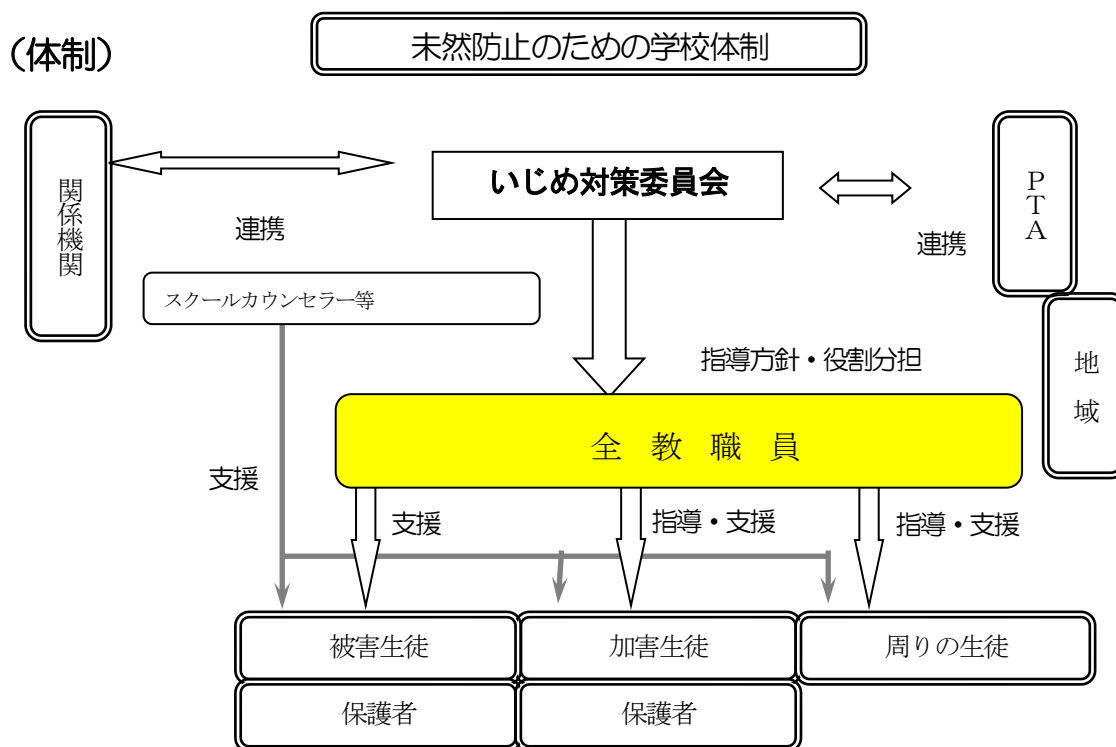 (体制)
未然防止のための学校体制
関係機関
いじめ対策委員会
PTA
連携
連携
スクールカウンセラー等
地域
指導方針・役割分担
全教職員
支援
支援
指導・支援
指導・支援
被害生徒
加害生徒
周りの生徒
保護者
保護者